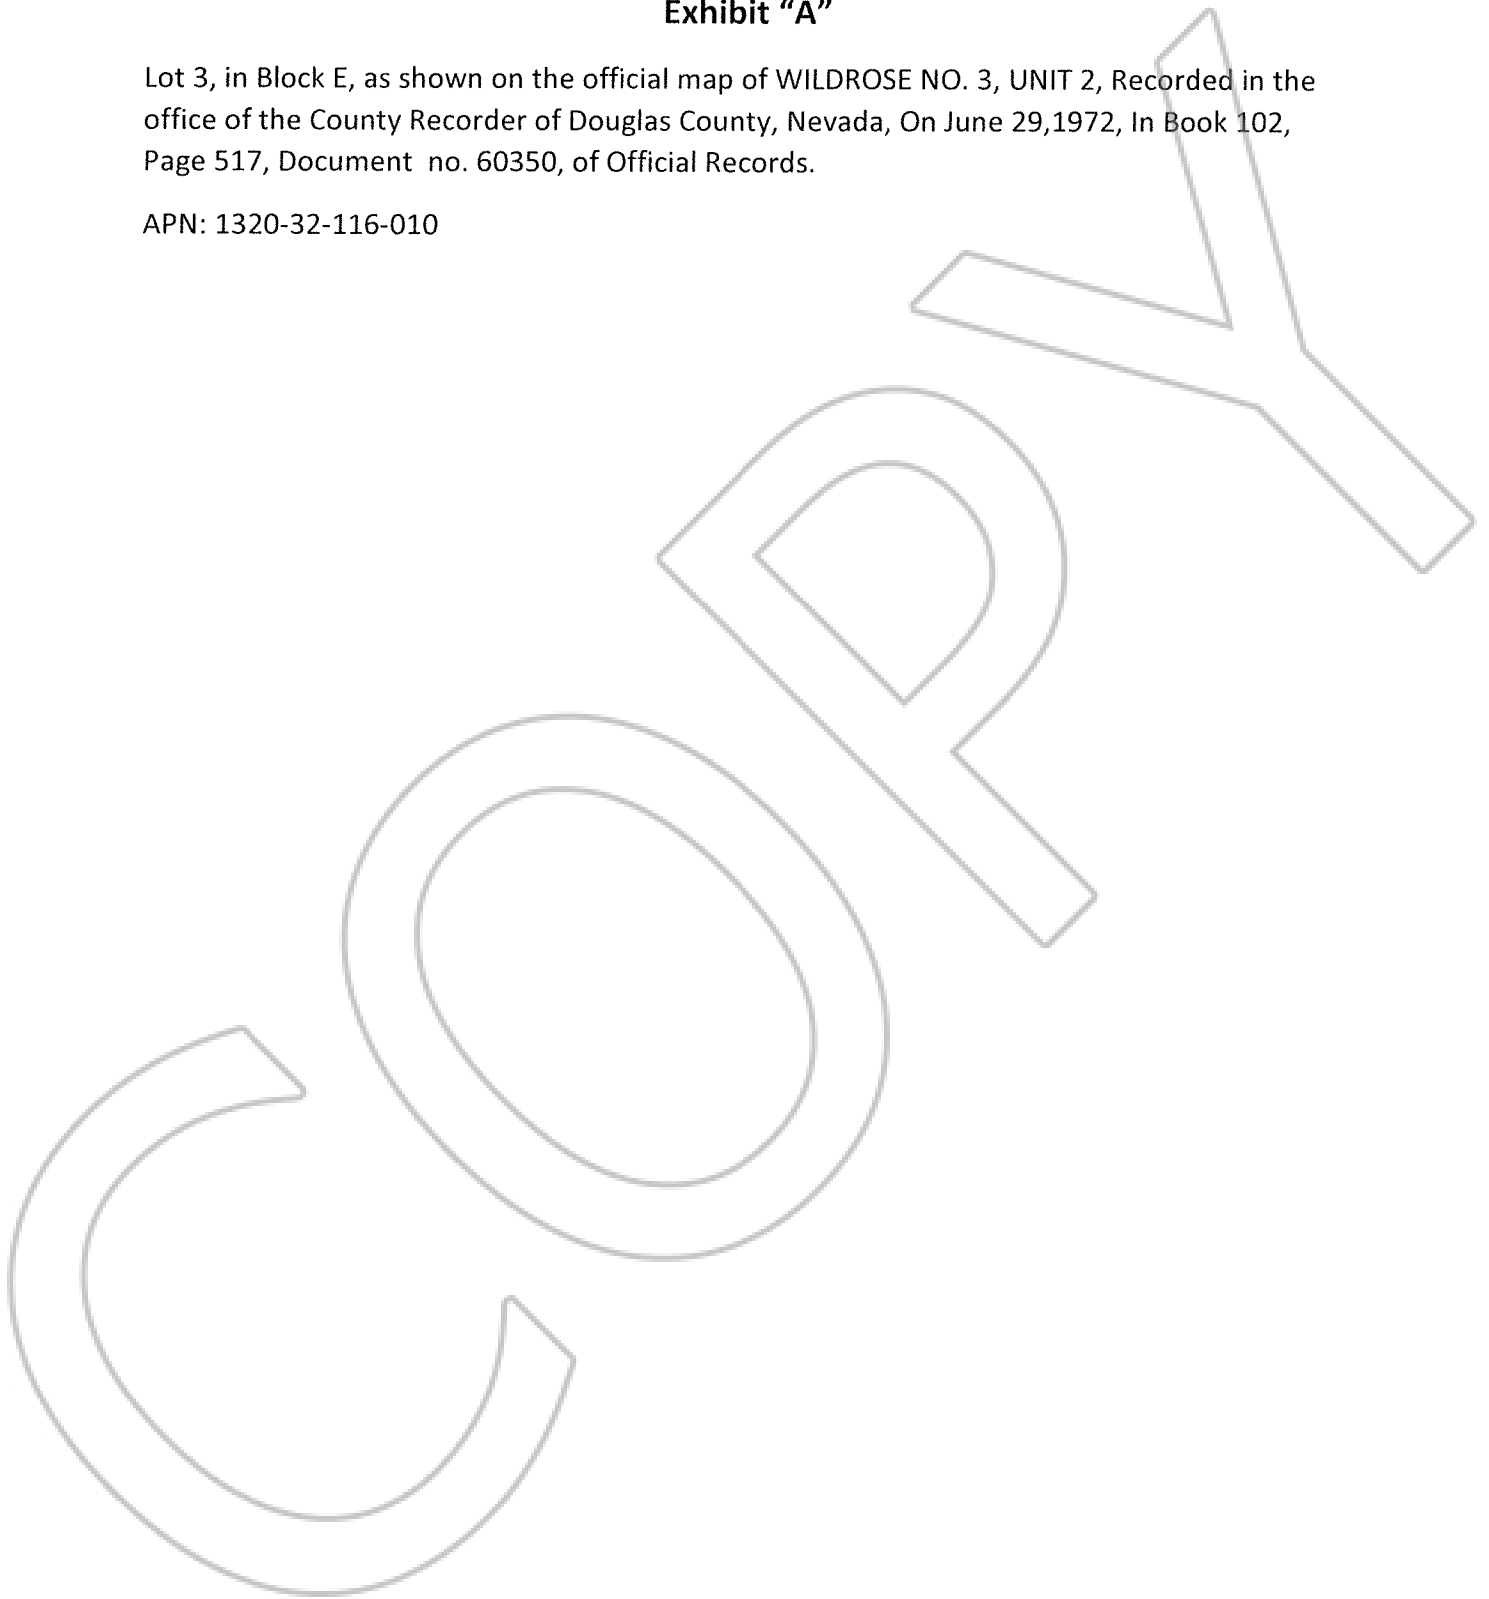 Exhibit “A”
Lot 3, in Block E, as shown on the official map of WILDROSE NO. 3, UNIT 2, Recorded in the
office of the County Recorder of Douglas County, Nevada, On June 29,1972, In Book 102,
Page 517, Document  no. 60350, of Official Records.
APN: 1320-32-116-010
COPY